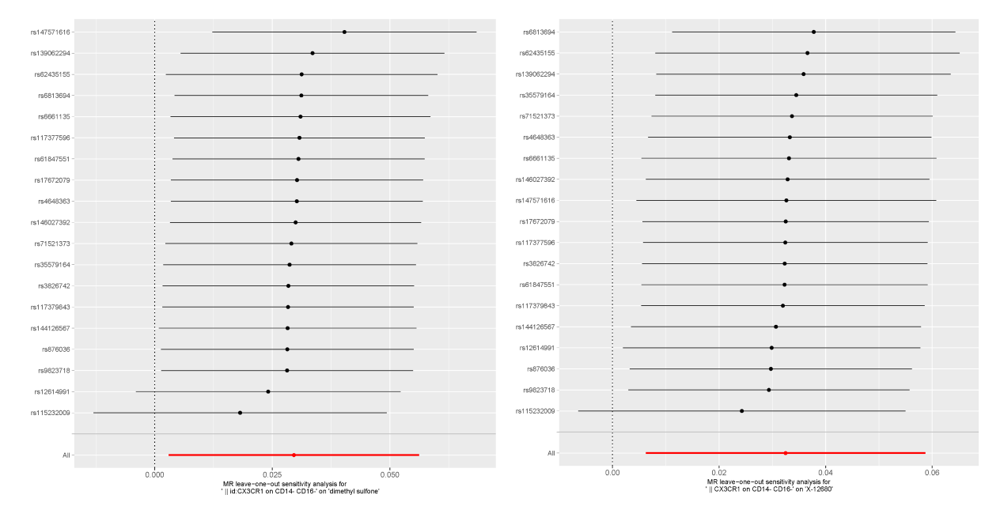 rs147571616
rs139062294
rs62435155
rs6813694
rs6661135
rs117377596
rs61847551
rs17672079
rs4648363
rs146027392
rs71521373
rs35579164
rs3826742
rs117379843
rs144126567
rs876036
rs9823718
rs12614991
rs115232009
All
0.000 0.025 0.050
MR leave−one−out sensitivity analysis for
' || id:CX3CR1 on CD14- CD16-' on 'dimethyl sulfone'
rs6813694
rs62435155
rs139062294
rs35579164
rs71521373
rs4648363
rs6661135
rs146027392
rs147571616
rs17672079
rs117377596
rs3826742
rs61847551
rs117379843
rs144126567
rs12614991
rs876036
rs9823718
rs115232009
All
0.00 0.02 0.04 0.06
MR leave−one−out sensitivity analysis for
' || CX3CR1 on CD14- CD16-' on 'X-12680'